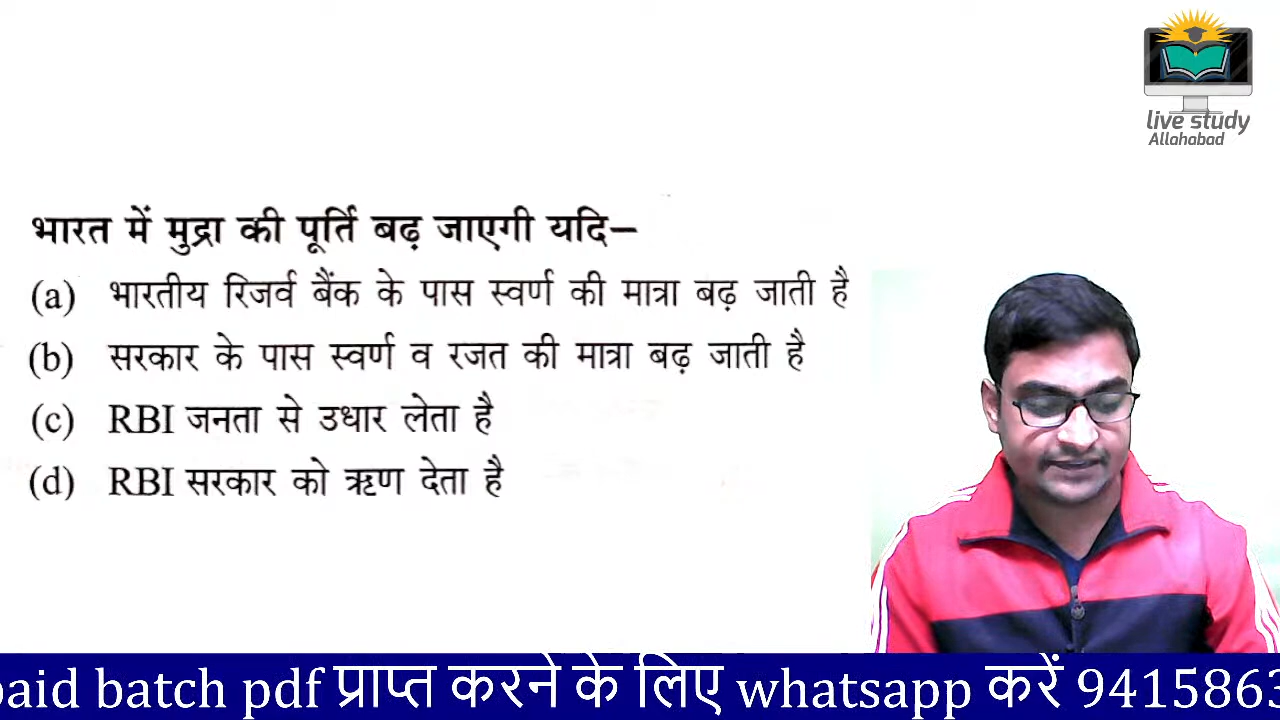 live study
Allahabad
भारत में मुद्रा की पूर्ति बढ़ जाएगी यदि–
(a) भारतीय रिजर्व बैंक के पास स्वर्ण की मात्रा बढ़ जाती है
(b) सरकार के पास स्वर्ण व रजत की मात्रा बढ़ जाती है
(c) RBI जनता से उधार लेता है
(d) RBI सरकार को ऋण देता है
paid batch pdf प्राप्त करने के लिए whatsapp करें 9415863